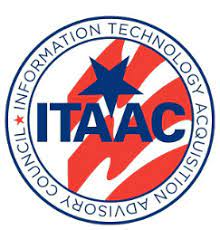 INFORMATION TECHNOLOGY ACQUISITION ADVISORY COUNCIL
ITAAC